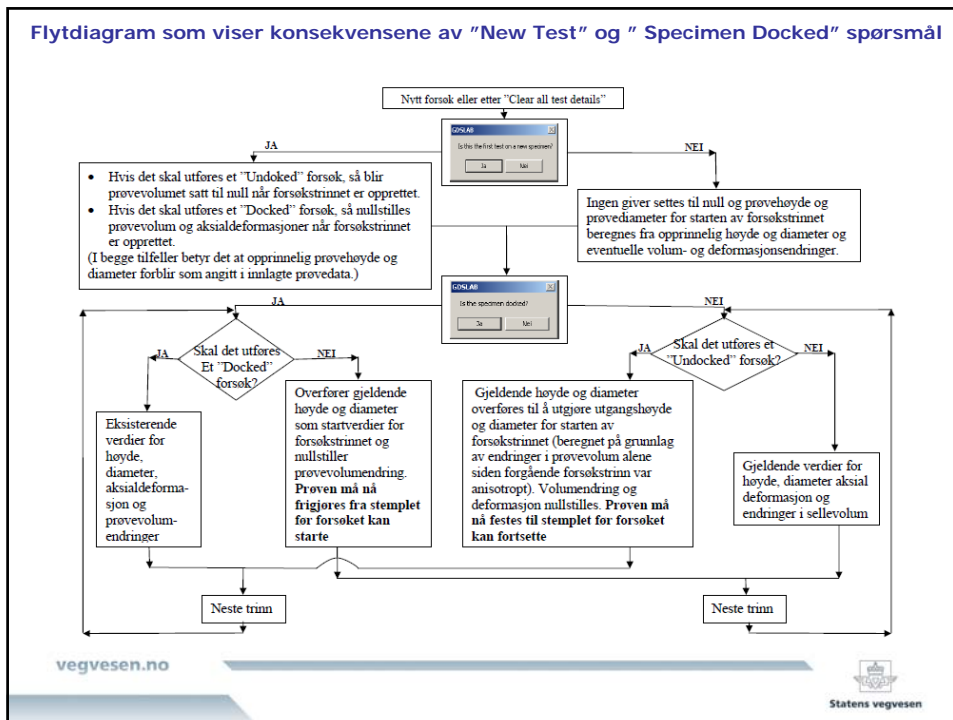 Flytdiagram som viser konsekvensene av ”New Test” og ” Specimen Docked” spørsmål
Nytt forsøk eller etter ”Clear all test details”
GDSLAB
Is this the first test on a new specimen?
Ja
Nei
JA
NEI
• Hvis det skal utføres et ”Undoked” forsøk, så blir
prøvevolumet satt til null når forsøkstrinnet er opprettet.
• Hvis det skal utføres et ”Docked” forsøk, så nullstilles
prøvevolum og aksialdeformasjoner når forsøkstrinnet
er opprettet.
(I begge tilfeller betyr det at opprinnelig prøvehøyde og
diameter forblir som angitt i innlagte prøvedata.)
Ingen giver settes til null og prøvehøyde og
prøvediameter for starten av forsøkstrinnet
beregnes fra opprinnelig høyde og diameter og
eventuelle volum- og deformasjonsendringer.
GDSLAB
Is the specimen docked?
Ja
Nei
JA
NEI
Skal det utføres
Et ”Docked”
forsøk?
JA
NEI
Skal det utføres et
”Undocked” forsøk?
JA
NEI
Eksisterende
verdier for
høyde,
diameter,
aksialdeforma-
sjon og
prøvevolum-
endringer
Overfører gjeldende
høyde og diameter
som startverdier for
forsøkstrinnet og
nullstiller
prøvevolumendring.
Prøven må nå
frigjøres fra stemplet
før forsøket kan
starte
Gjeldende høyde og diameter
overføres til å utgjøre utgangshøyde
og diameter for starten av
forsøkstrinnet (beregnet på grunnlag
av endringer i prøvevolum alene
siden forgående forsøkstrinn var
anisotropt). Volumendring og
deformasjon nullstilles. Prøven må
nå festes til stemplet før forsøket
kan fortsette
Gjeldende verdier for
høyde, diameter aksial
deformasjon og
endringer i sellevolum
Neste trinn
Neste trinn
vegvesen.no
Statens vegvesen